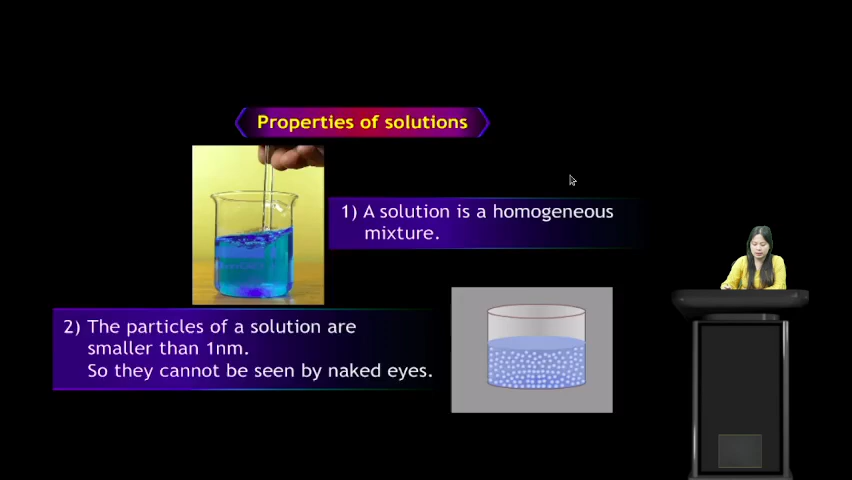 Properties of solutions
1) A solution is a homogeneous
mixture.
2) The particles of a solution are
smaller than 1nm.
So they cannot be seen by naked eyes.